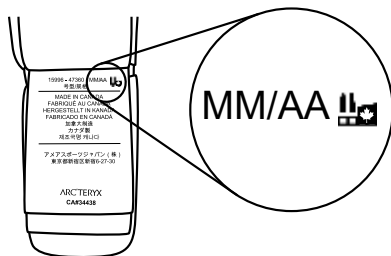 15996 - 47360 MM/AA
号型/規格
MADE IN CANADA
FABRIQUÉ AU CANADA
HERGESTELLT IN KANADA
FABRICADO EN CANADÁ
加拿大制造
カナダ製
제조국명 캐나다
アメアスポーツジャパン(株)
東京都新宿区新宿6-27-30
ARC'TERYX
CA#34438
MM/AA